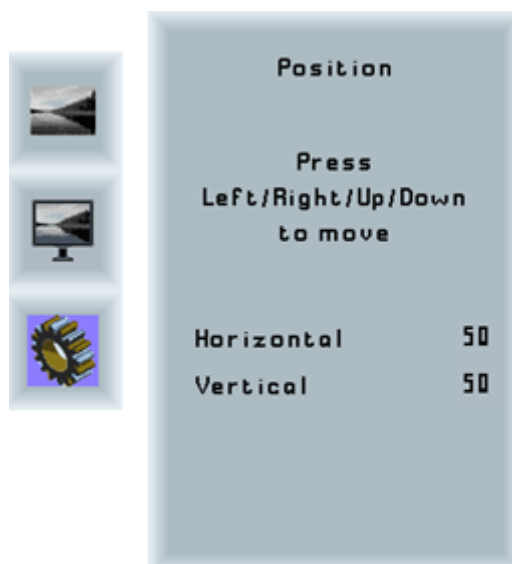 Position
Press
Left/Right/Up/Down
to move
Horizontal 50
Vertical 50